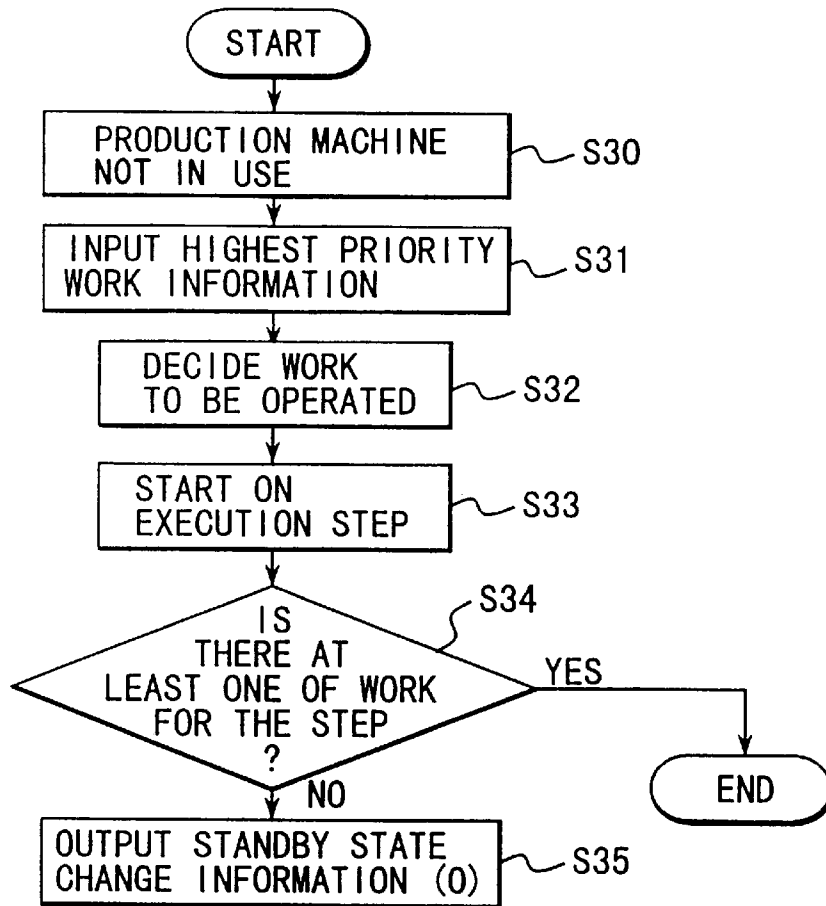 START
PRODUCTION MACHINE
NOT IN USE
S30
INPUT HIGHEST PRIORITY
WORK INFORMATION
S31
DECIDE WORK
TO BE OPERATED
S32
START ON
EXECUTION STEP
S33
IS
THERE AT
LEAST ONE OF WORK
FOR THE STEP
?
S34
YES
END
NO
OUTPUT STANDBY STATE
CHANGE INFORMATION (0)
S35